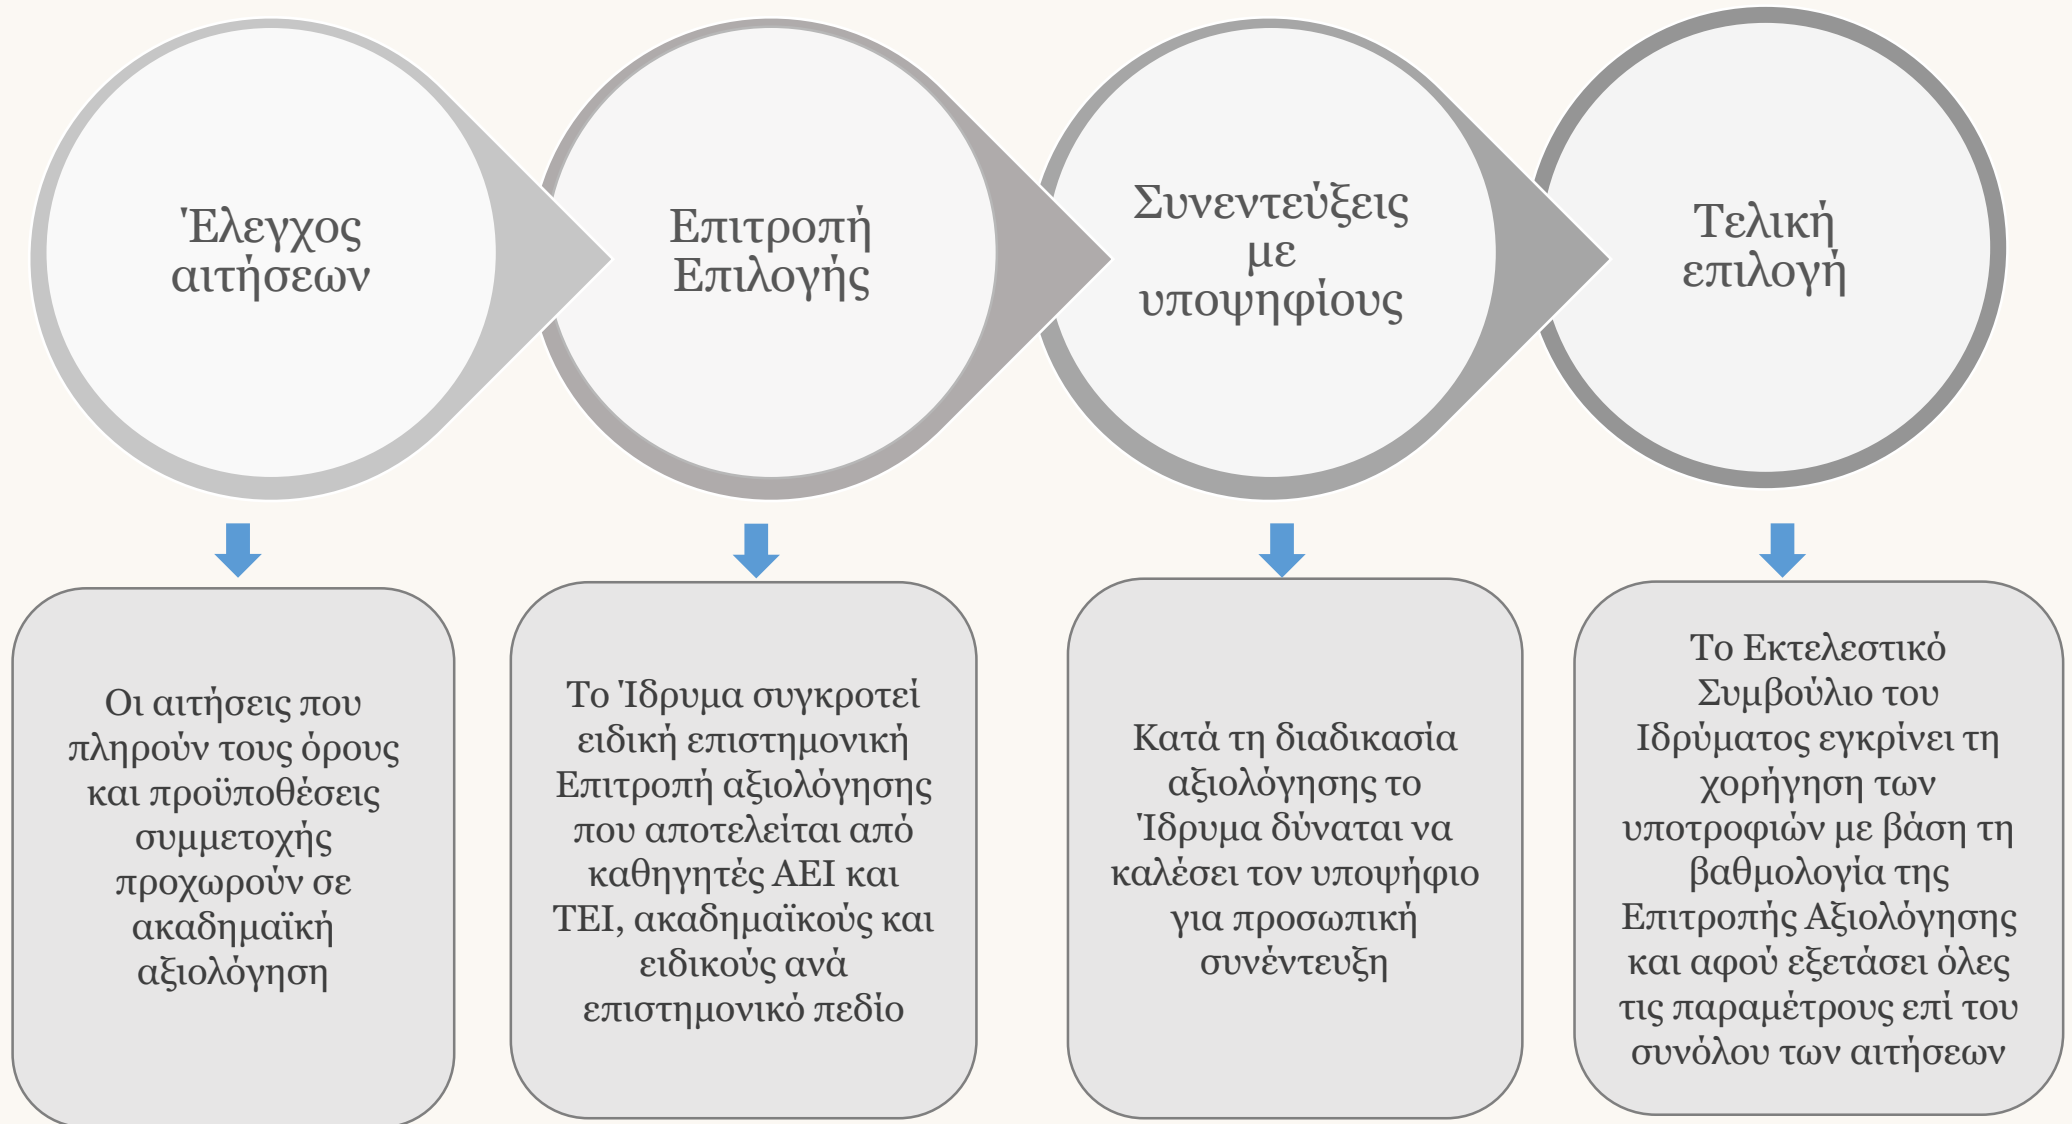 Έλεγχος
αιτήσεων
Επιτροπή
Επιλογής
Συνεντεύξεις
με
υποψηφίους
Τελική
επιλογή
Οι αιτήσεις που
πληρούν τους όρους
και προϋποθέσεις
συμμετοχής
προχωρούν σε
ακαδημαϊκή
αξιολόγηση
Το Ίδρυμα συγκροτεί
ειδική επιστημονική
Επιτροπή αξιολόγησης
που αποτελείται από
καθηγητές ΑΕΙ και
ΤΕΙ, ακαδημαϊκούς και
ειδικούς ανά
επιστημονικό πεδίο
Κατά τη διαδικασία
αξιολόγησης το
Ίδρυμα δύναται να
καλέσει τον υποψήφιο
για προσωπική
συνέντευξη
Το Εκτελεστικό
Συμβούλιο του
Ιδρύματος εγκρίνει τη
χορήγηση των
υποτροφιών με βάση τη
βαθμολογία της
Επιτροπής Αξιολόγησης
και αφού εξετάσει όλες
τις παραμέτρους επί του
συνόλου των αιτήσεων